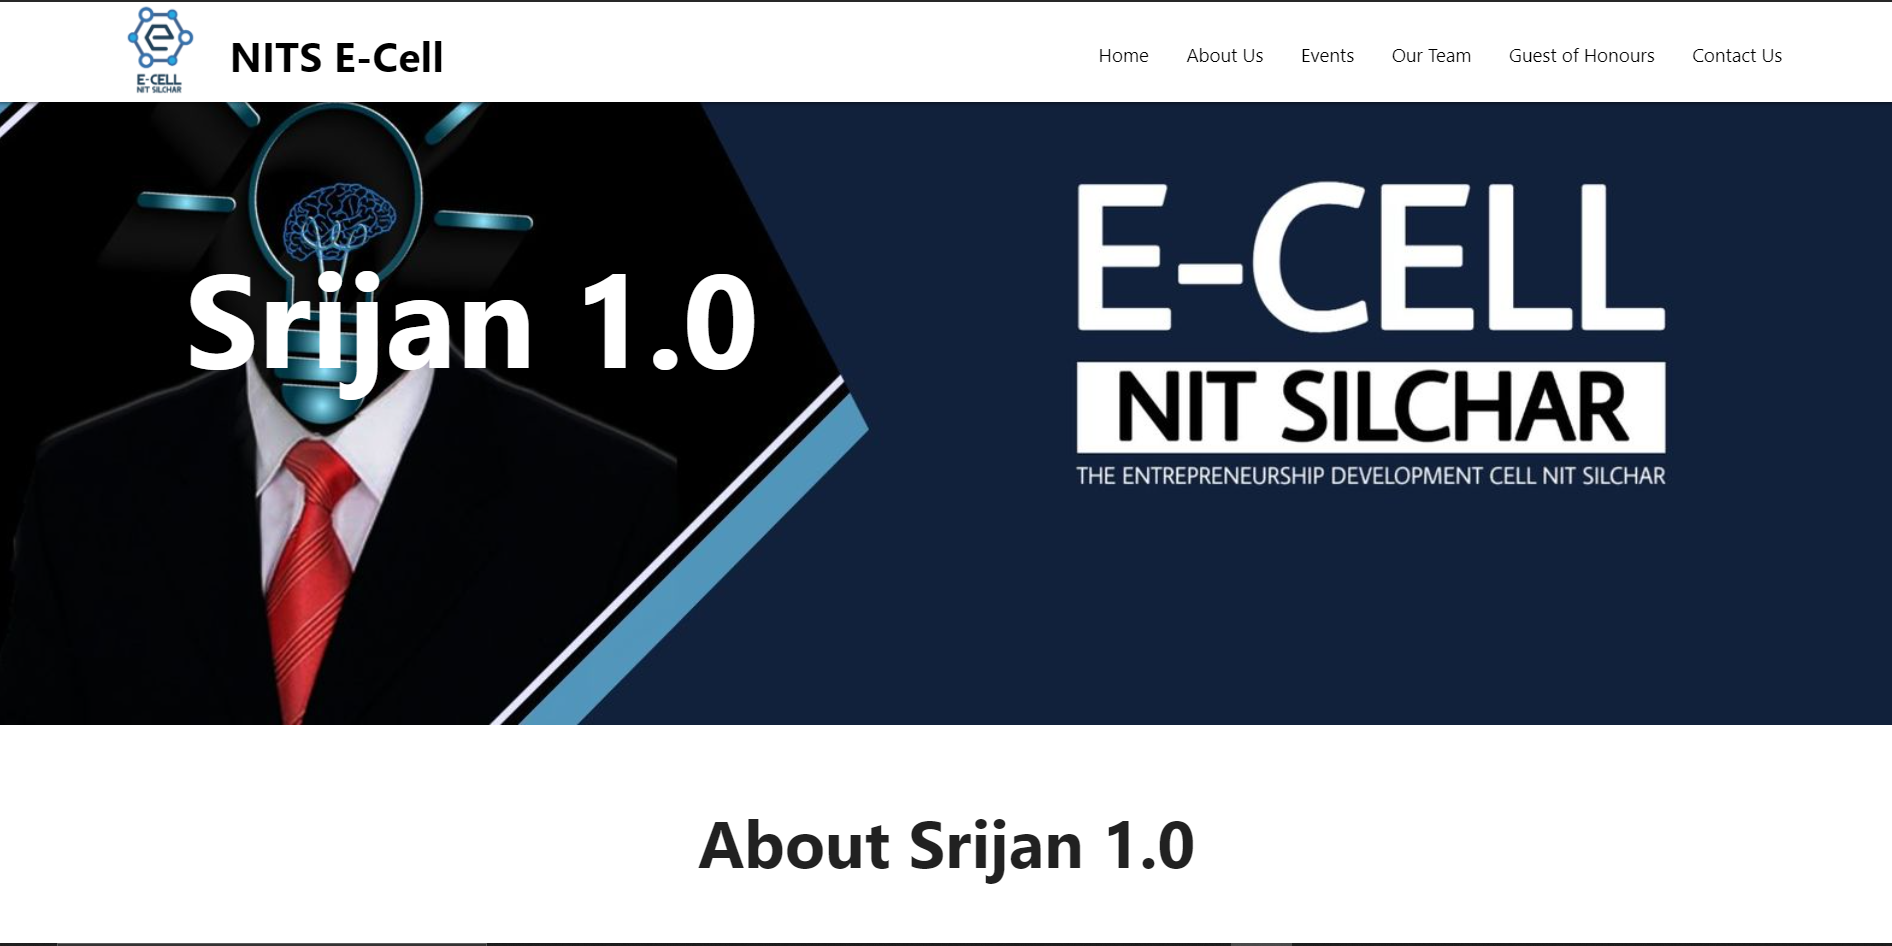 E-CELL
NIT SILCHAR
NITS E-Cell
Home About Us Events Our Team Guest of Honours Contact Us
Srijan 1.0
E-CELL
NIT SILCHAR
THE ENTREPRENEURSHIP DEVELOPMENT CELL NIT SILCHAR
About Srijan 1.0